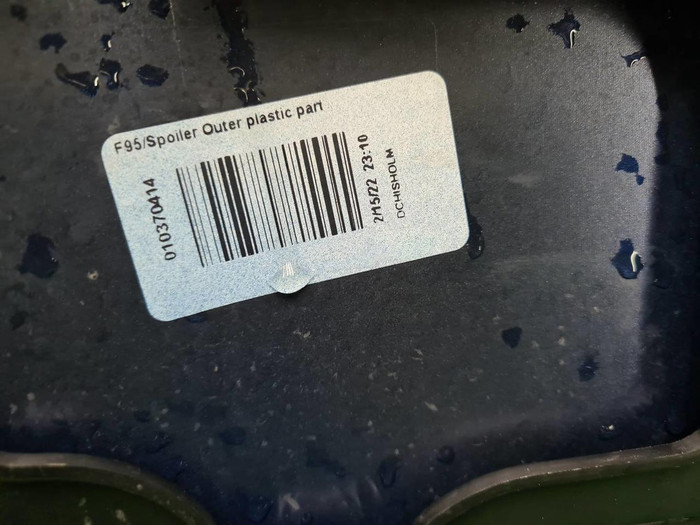 F95/Spoiler Outer plastic part
010370414
2/15/22 23:10
DCHISHOLM